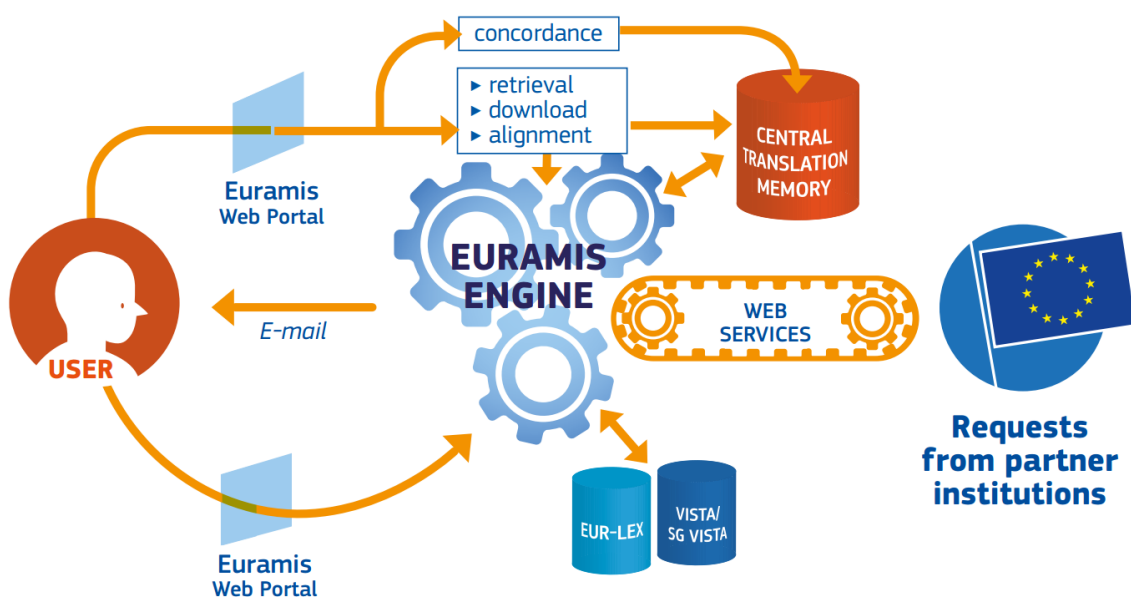 concordance
▸ retrieval
▸ download
▸ alignment
CENTRAL
TRANSLATION
MEMORY
Euramis
Web Portal
EURAMIS
ENGINE
WEB
SERVICES
E-mail
USER
Requests
from partner
institutions
EUR-LEX
VISTA/
SG VISTA
Euramis
Web Portal